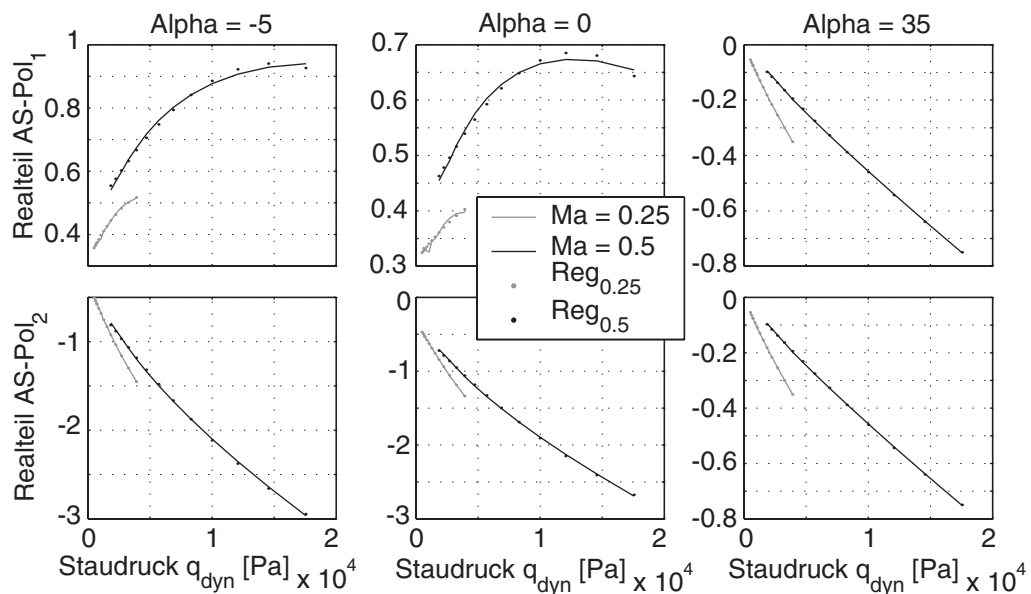 Alpha = -5
Alpha = 0
Alpha = 35
Realteil AS-Pol1
1
0.8
0.6
0.4
0.7
0.6
0.5
0.4
0.3
0
-0.2
-0.4
-0.6
-0.8
Ma = 0.25
Ma = 0.5
Reg0.25
Reg0.5
Realteil AS-Pol2
-1
-2
-3
0
-1
-2
-3
0
-0.2
-0.4
-0.6
-0.8
0 1 2
0 1 2
0 1 2
Staudruck qdyn [Pa] x 10^4
Staudruck qdyn [Pa] x 10^4
Staudruck qdyn [Pa] x 10^4